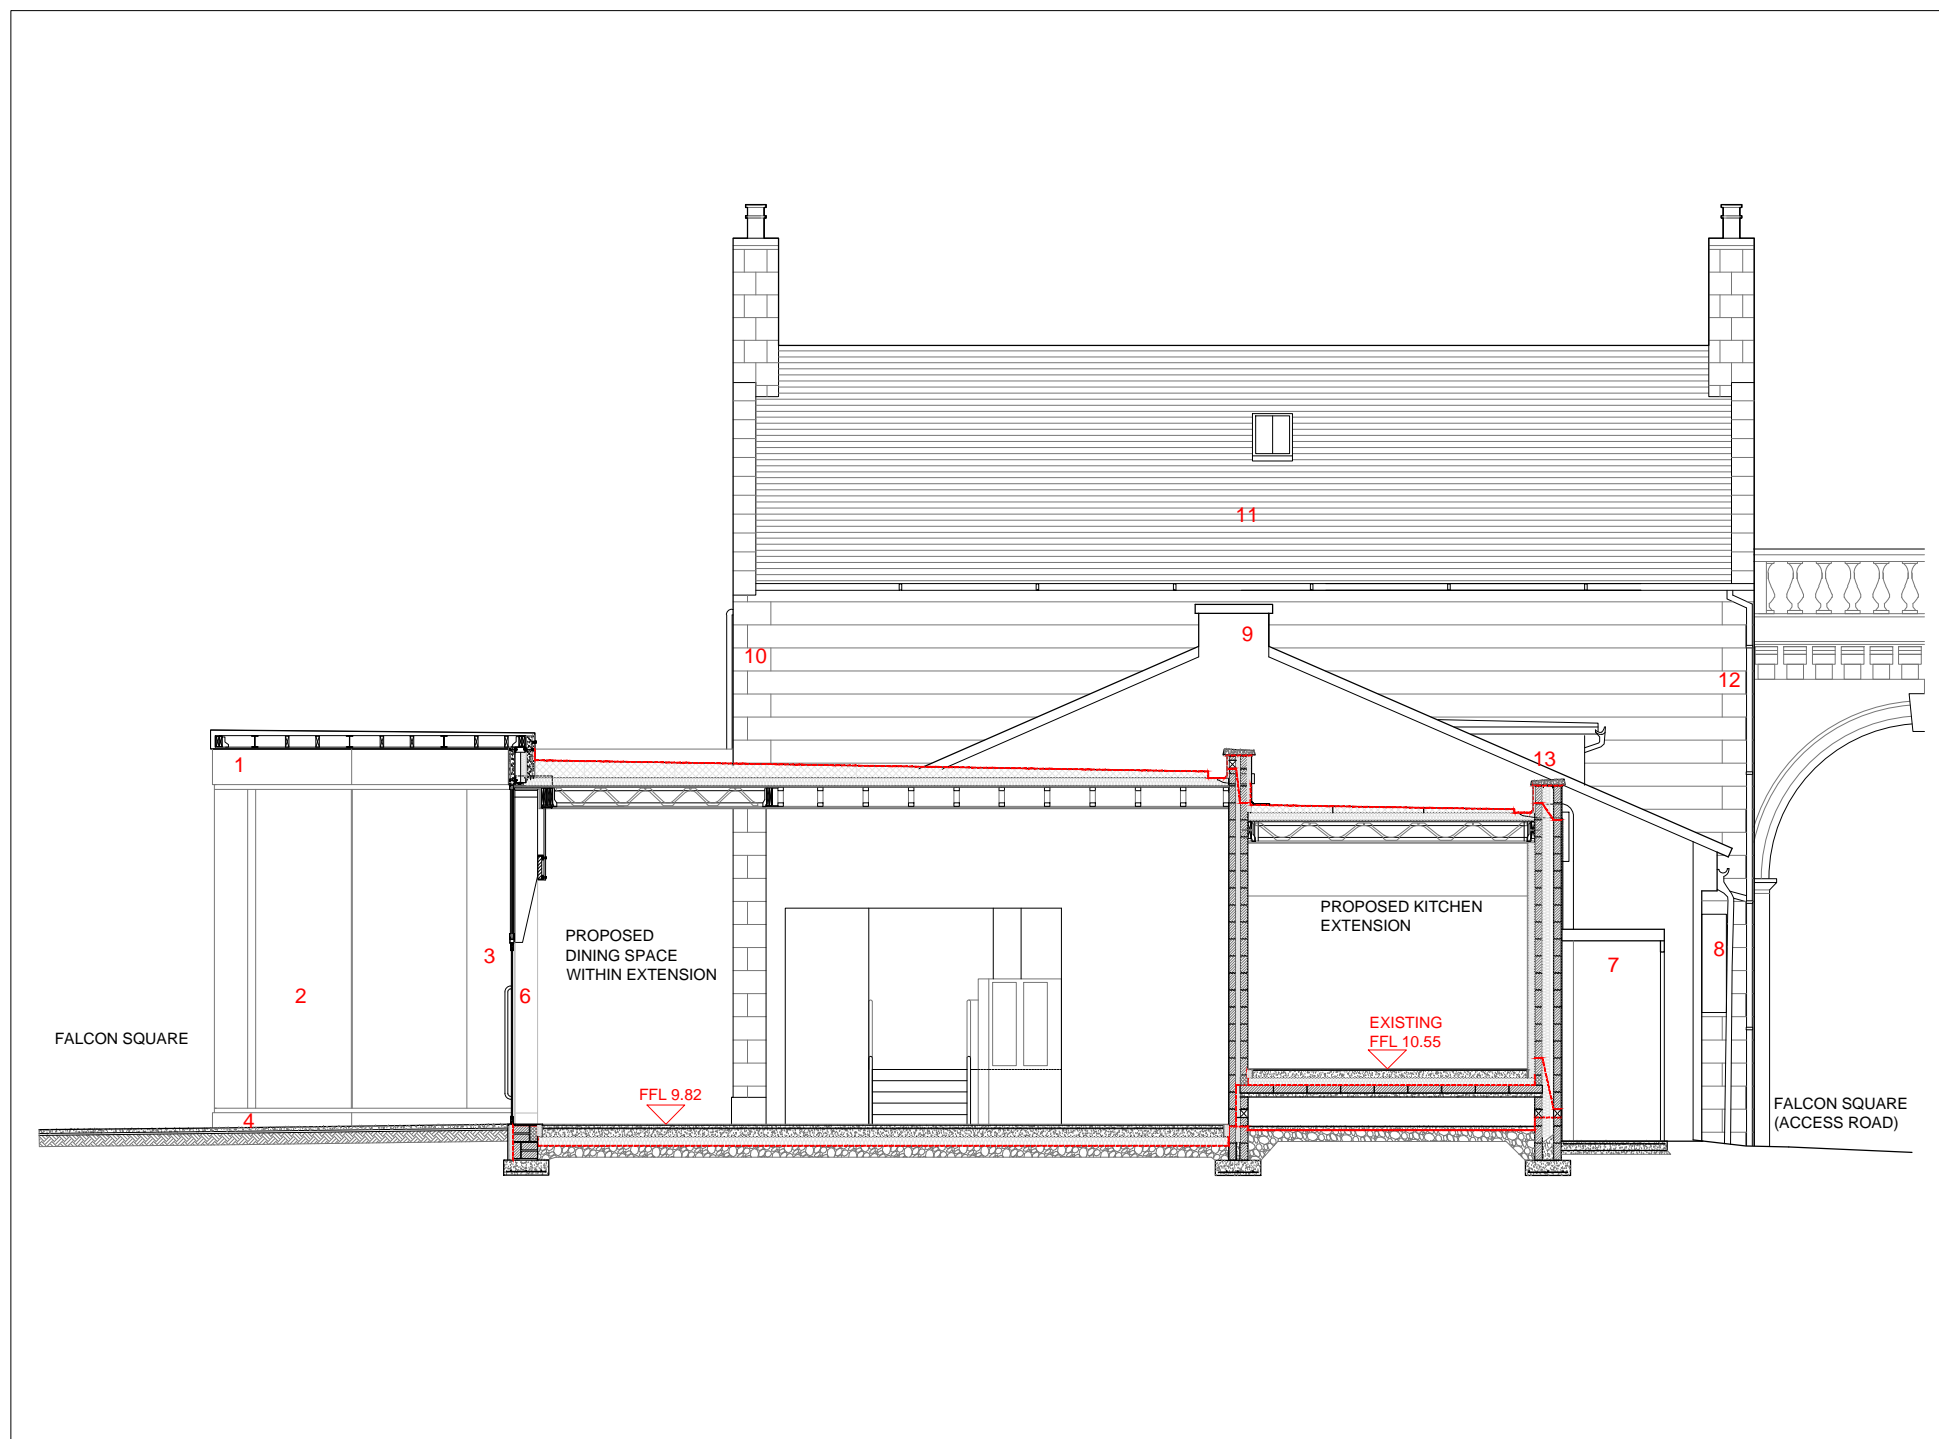 11
9
10
12
1
13
PROPOSED KITCHEN
EXTENSION
PROPOSED
DINING SPACE
WITHIN EXTENSION
3
8
7
2
6
EXISTING
FFL 10.55
FALCON SQUARE
FFL 9.82
4
FALCON SQUARE
(ACCESS ROAD)